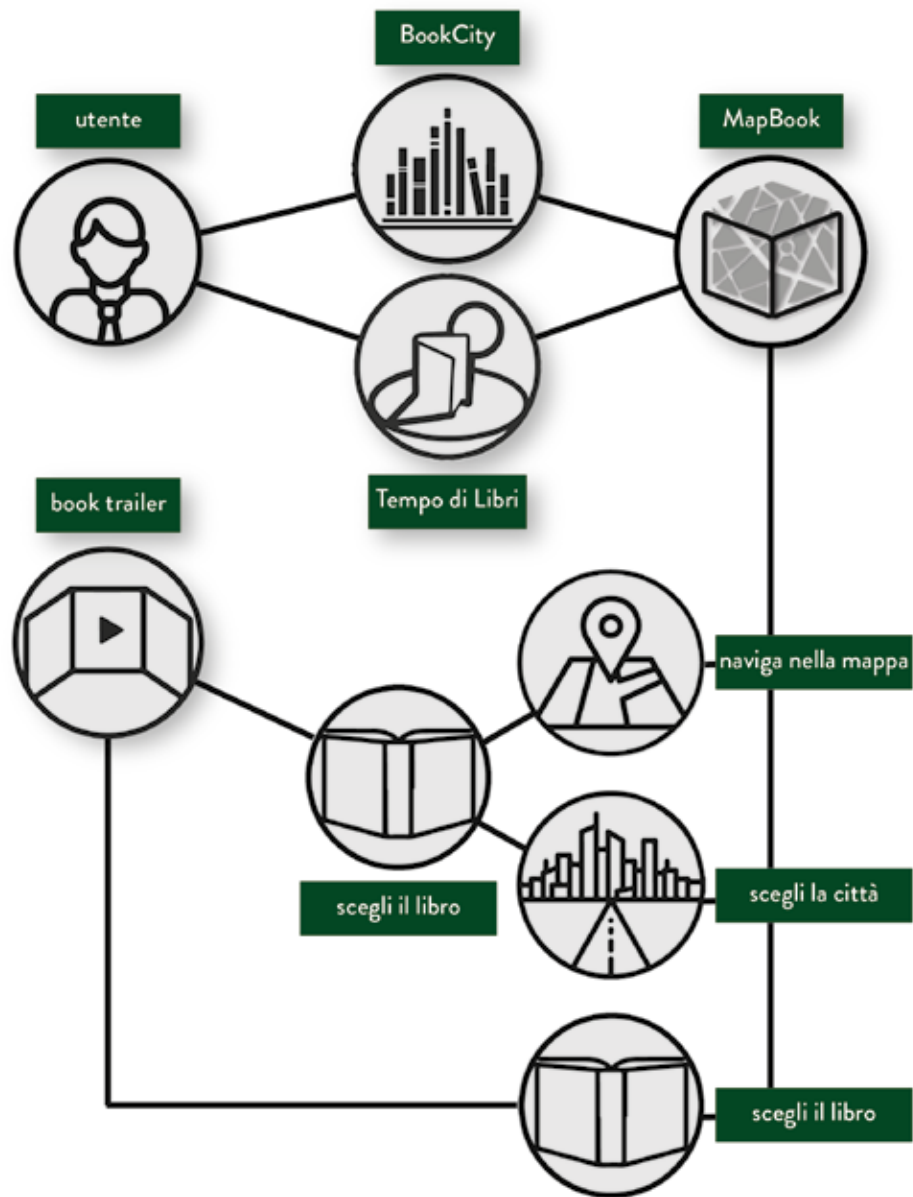 BookCity
utente
MapBook
Tempo di Libri
book trailer
naviga nella mappa
scegli il libro
scegli la città
scegli il libro